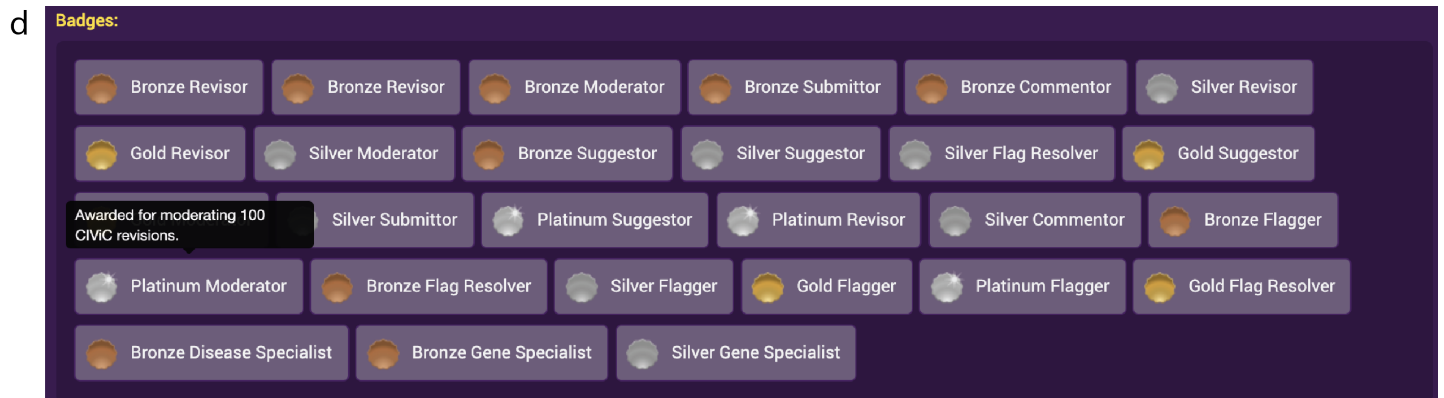 d
Badges:
Bronze Revisor Bronze Revisor Bronze Moderator Bronze Submittor Bronze Commentor Silver Revisor
Gold Revisor Silver Moderator Bronze Suggestor Silver Suggestor Silver Flag Resolver Gold Suggestor
Awarded for moderating 100
CIViC revisions.
Silver Submittor Platinum Suggestor Platinum Revisor Silver Commentor Bronze Flagger
Platinum Moderator Bronze Flag Resolver Silver Flagger Gold Flagger Platinum Flagger Gold Flag Resolver
Bronze Disease Specialist Bronze Gene Specialist Silver Gene Specialist